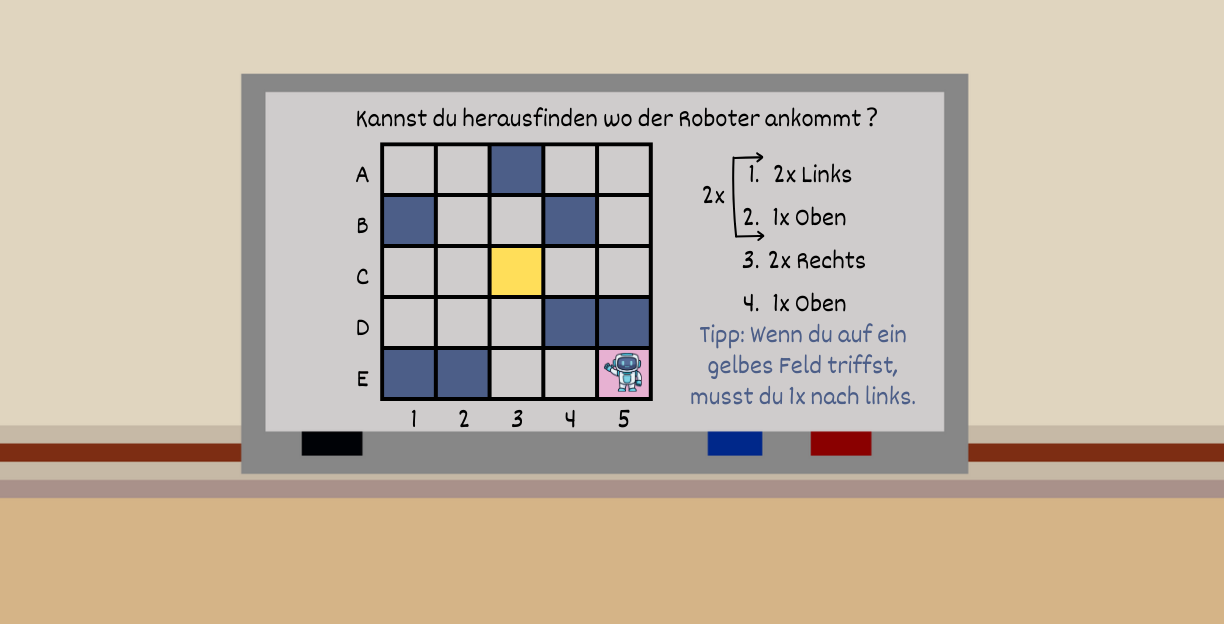 Kannst du herausfinden wo der Roboter ankommt ?
A
B
C
D
E
1 2 3 4 5
2x
1. 2x Links
2. 1x Oben
3. 2x Rechts
4. 1x Oben
Tipp: Wenn du auf ein
gelbes Feld triffst,
musst du 1x nach links.